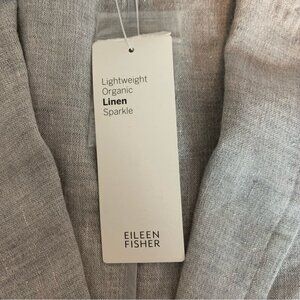 Lightweight
Organic
Linen
Sparkle
EILEEN
FISHER